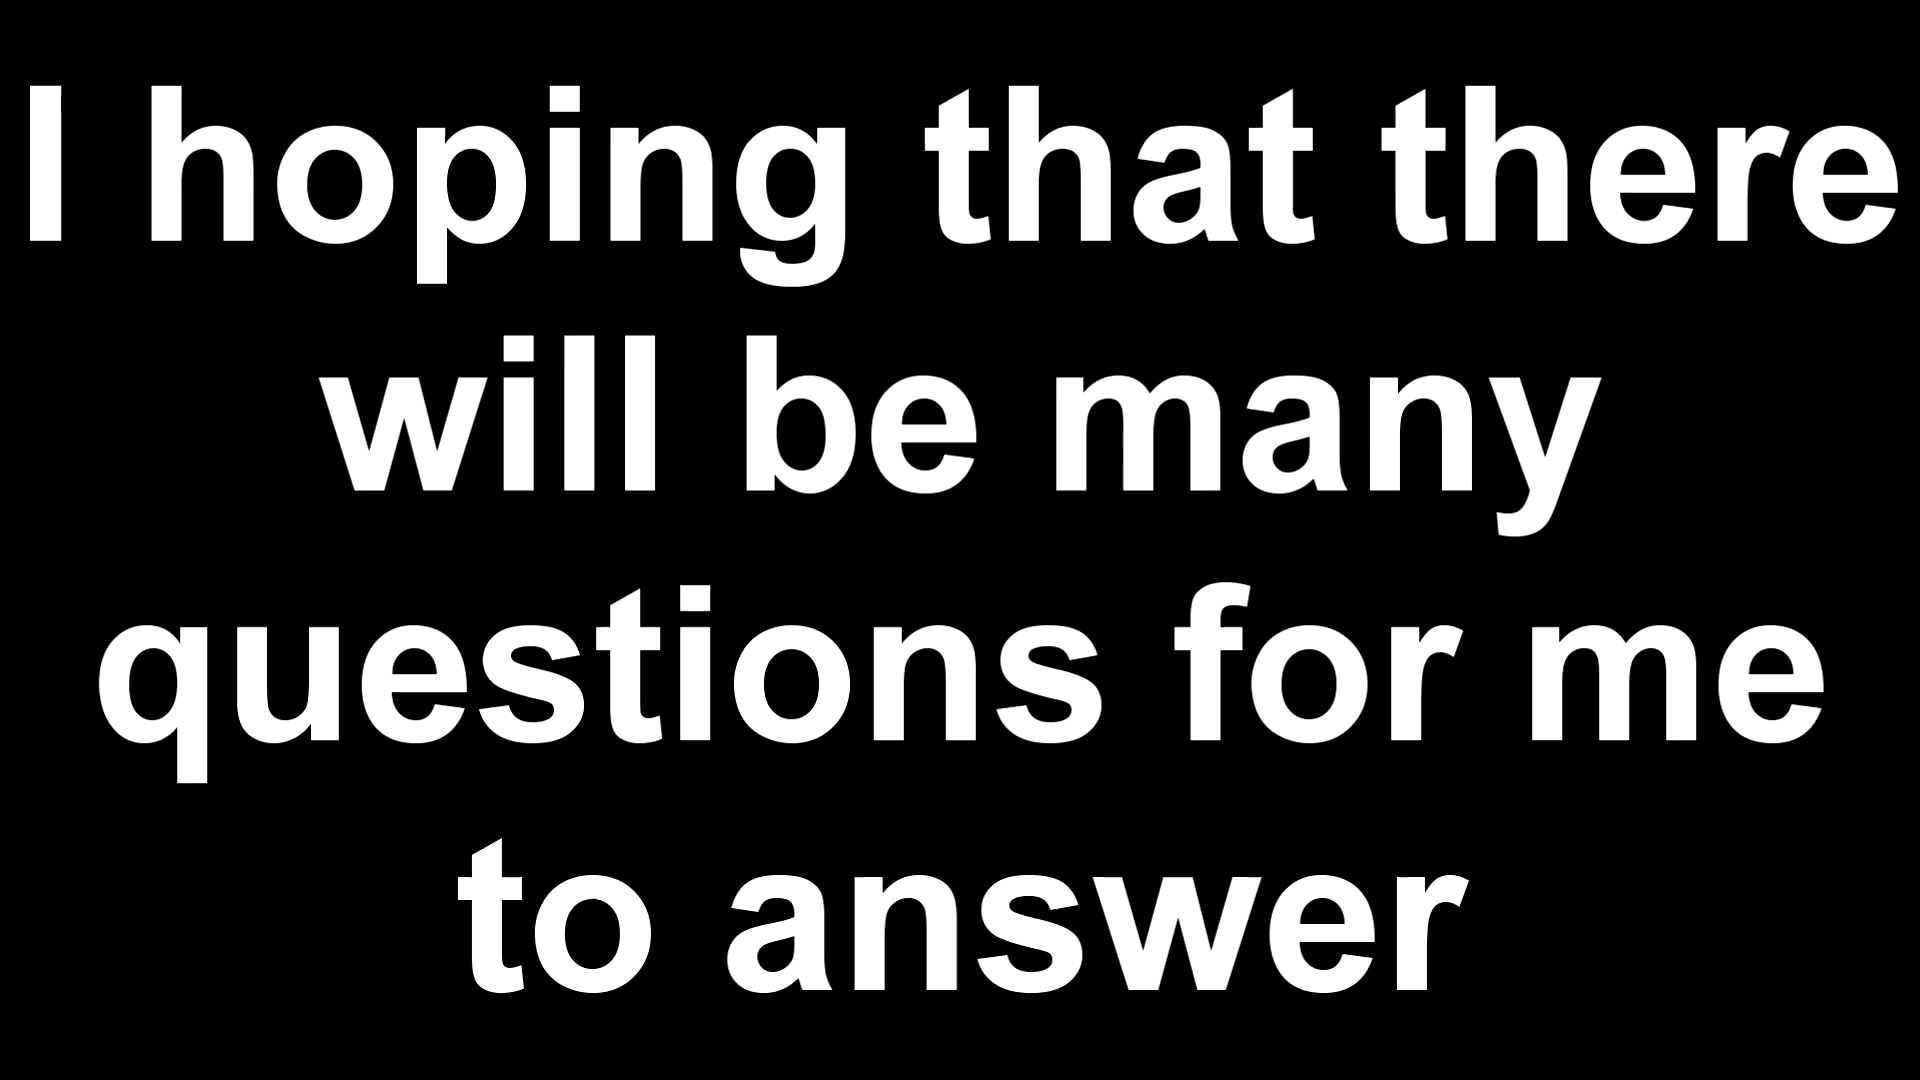 I hoping that there
will be many
questions for me
to answer